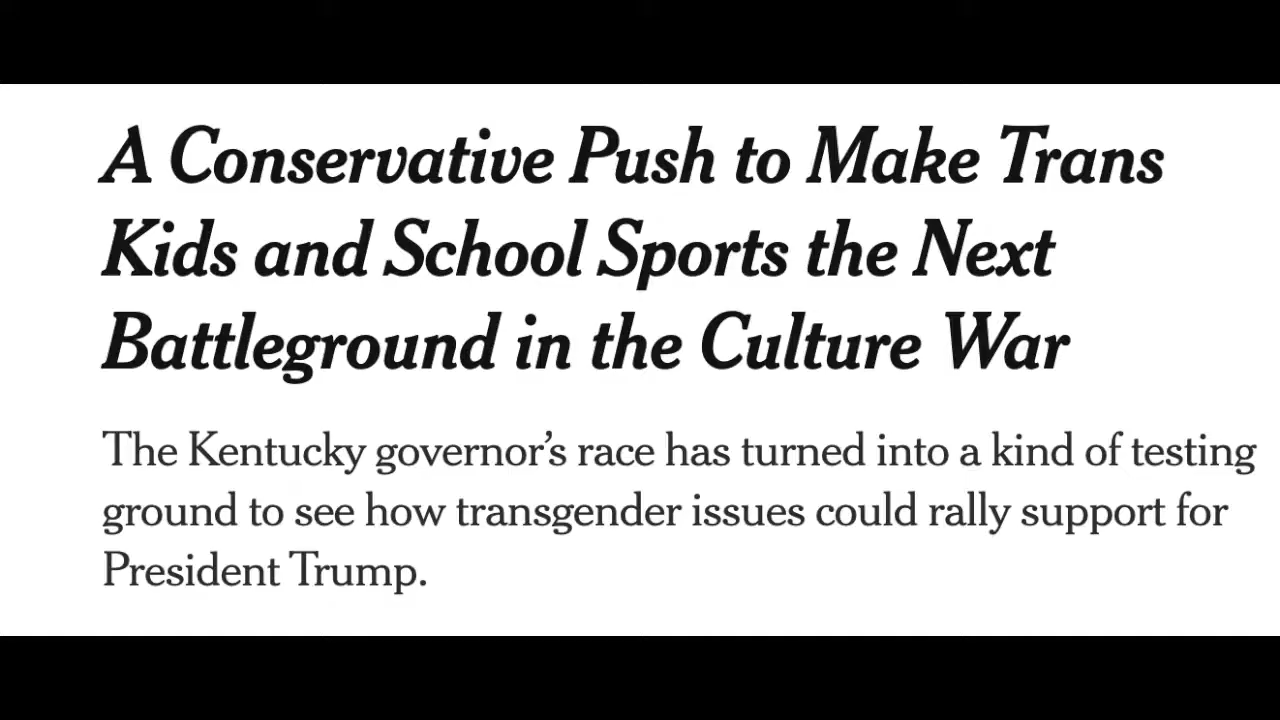 A Conservative Push to Make Trans
Kids and School Sports the Next
Battleground in the Culture War
The Kentucky governor’s race has turned into a kind of testing
ground to see how transgender issues could rally support for
President Trump.